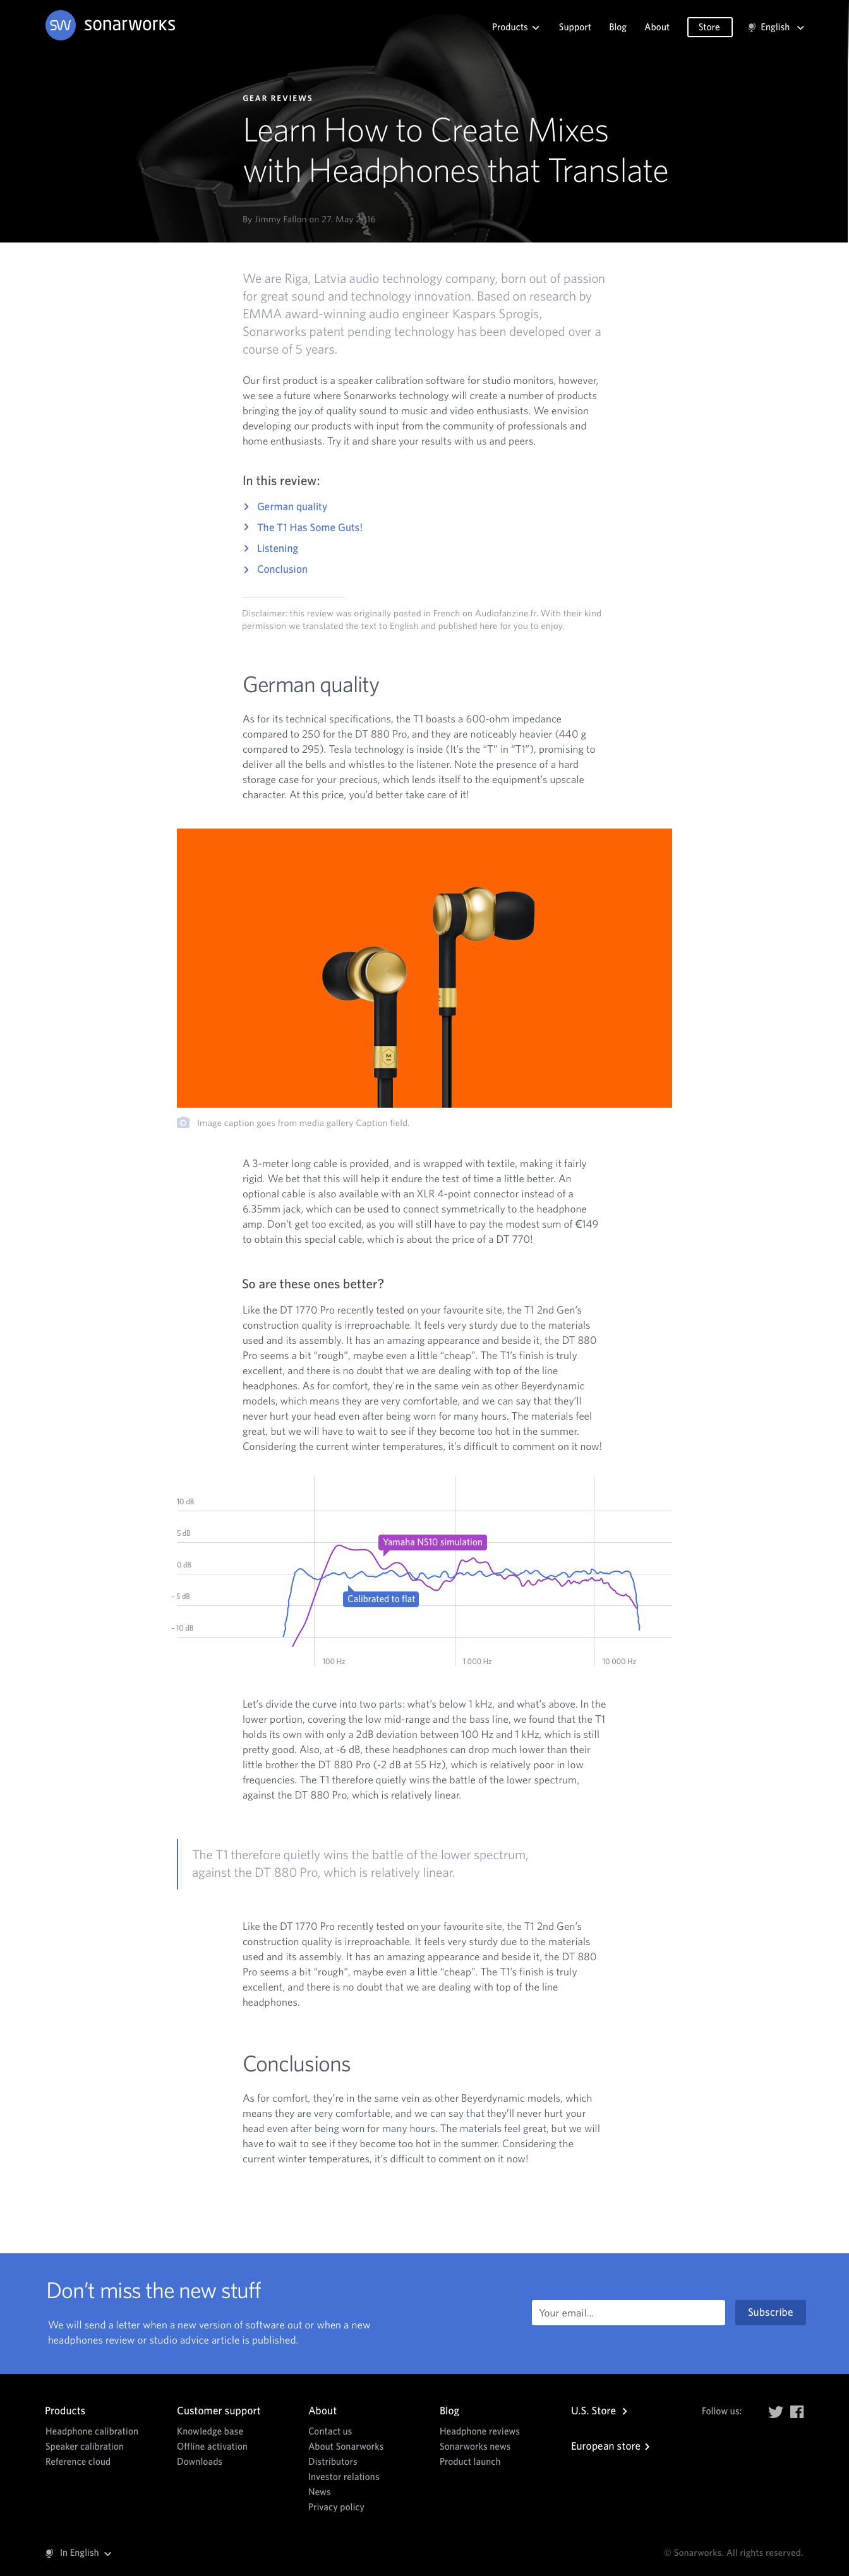 SW sonarworks
Products Support Blog About Store English
GEAR REVIEWS
Learn How to Create Mixes
with Headphones that Translate
By Jimmy Fallon on 27. May 2016
We are Riga, Latvia audio technology company, born out of passion
for great sound and technology innovation. Based on research by
EMMA award-winning audio engineer Kaspars Sprogis,
Sonarworks patent pending technology has been developed over a
course of 5 years.
Our first product is a speaker calibration software for studio monitors, however,
we see a future where Sonarworks technology will create a number of products
bringing the joy of quality sound to music and video enthusiasts. We envision
developing our products with input from the community of professionals and
home enthusiasts. Try it and share your results with us and peers.
In this review:
German quality
The T1 Has Some Guts!
Listening
Conclusion
Disclaimer: this review was originally posted in French on Audiofanzine.fr. With their kind
permission we translated the text to English and published here for you to enjoy.
German quality
As for its technical specifications, the T1 boasts a 600-ohm impedance
compared to 250 for the DT 880 Pro, and they are noticeably heavier (440 g
compared to 295). Tesla technology is inside (It's the “T” in “T1”), promising to
deliver all the bells and whistles to the listener. Note the presence of a hard
storage case for your precious, which lends itself to the equipment's upscale
character. At this price, you'd better take care of it!
Image caption goes from media gallery Caption field.
A 3-meter long cable is provided, and is wrapped with textile, making it fairly
rigid. We bet that this will help it endure the test of time a little better. An
optional cable is also available with an XLR 4-point connector instead of a
6.35mm jack, which can be used to connect symmetrically to the headphone
amp. Don't get too excited, as you will still have to pay the modest sum of €149
to obtain this special cable, which is about the price of a DT 770!
So are these ones better?
Like the DT 1770 Pro recently tested on your favourite site, the T1 2nd Gen's
construction quality is irreproachable. It feels very sturdy due to the materials
used and its assembly. It has an amazing appearance and beside it, the DT 880
Pro seems a bit “rough”, maybe even a little “cheap”. The T1's finish is truly
excellent, and there is no doubt that we are dealing with top of the line
headphones. As for comfort, they're in the same vein as other Beyerdynamic
models, which means they are very comfortable, and we can say that they'll
never hurt your head even after being worn for many hours. The materials feel
great, but we will have to wait to see if they become too hot in the summer.
Considering the current winter temperatures, it's difficult to comment on it now!
10 dB
5 dB
Yamaha NS10 simulation
0 dB
– 5 dB
Calibrated to flat
– 10 dB
100 Hz 1 000 Hz 10 000 Hz
Let's divide the curve into two parts: what's below 1 kHz, and what's above. In the
lower portion, covering the low mid-range and the bass line, we found that the T1
holds its own with only a 2dB deviation between 100 Hz and 1 kHz, which is still
pretty good. Also, at -6 dB, these headphones can drop much lower than their
little brother the DT 880 Pro (-2 dB at 55 Hz), which is relatively poor in low
frequencies. The T1 therefore quietly wins the battle of the lower spectrum,
against the DT 880 Pro, which is relatively linear.
The T1 therefore quietly wins the battle of the lower spectrum,
against the DT 880 Pro, which is relatively linear.
Like the DT 1770 Pro recently tested on your favourite site, the T1 2nd Gen's
construction quality is irreproachable. It feels very sturdy due to the materials
used and its assembly. It has an amazing appearance and beside it, the DT 880
Pro seems a bit “rough”, maybe even a little “cheap”. The T1's finish is truly
excellent, and there is no doubt that we are dealing with top of the line
headphones.
Conclusions
As for comfort, they're in the same vein as other Beyerdynamic models, which
means they are very comfortable, and we can say that they'll never hurt your
head even after being worn for many hours. The materials feel great, but we will
have to wait to see if they become too hot in the summer. Considering the
current winter temperatures, it's difficult to comment on it now!
Don't miss the new stuff
We will send a letter when a new version of software out or when a new
headphones review or studio advice article is published.
Your email... Subscribe
Products
Headphone calibration
Speaker calibration
Reference cloud
Customer support
Knowledge base
Offline activation
Downloads
About
Contact us
About Sonarworks
Distributors
Investor relations
News
Privacy policy
Blog
Headphone reviews
Sonarworks news
Product launch
U.S. Store
European store
Follow us:
In English
© Sonarworks. All rights reserved.